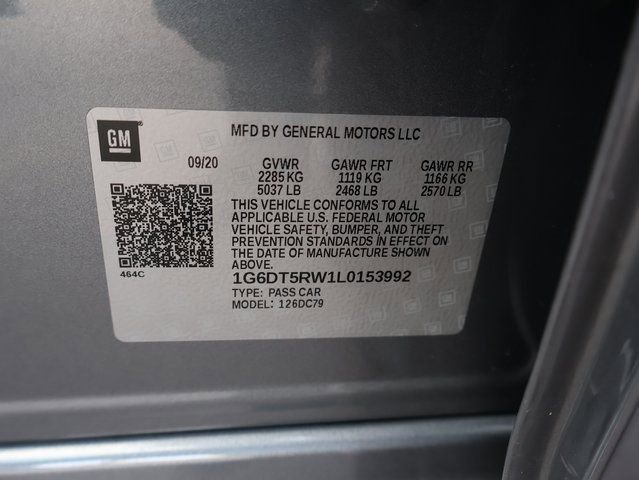 GM
MFD BY GENERAL MOTORS LLC
09/20 GVWR GAWR FRT GAWR RR
2285 KG 1119 KG 1166 KG
5037 LB 2468 LB 2570 LB
THIS VEHICLE CONFORMS TO ALL
APPLICABLE U.S. FEDERAL MOTOR
VEHICLE SAFETY, BUMPER, AND THEFT
PREVENTION STANDARDS IN EFFECT ON
THE DATE OF MANUFACTURE SHOWN
ABOVE.
464C
1G6DT5RW1L0153992
TYPE: PASS CAR
MODEL: 126DC79